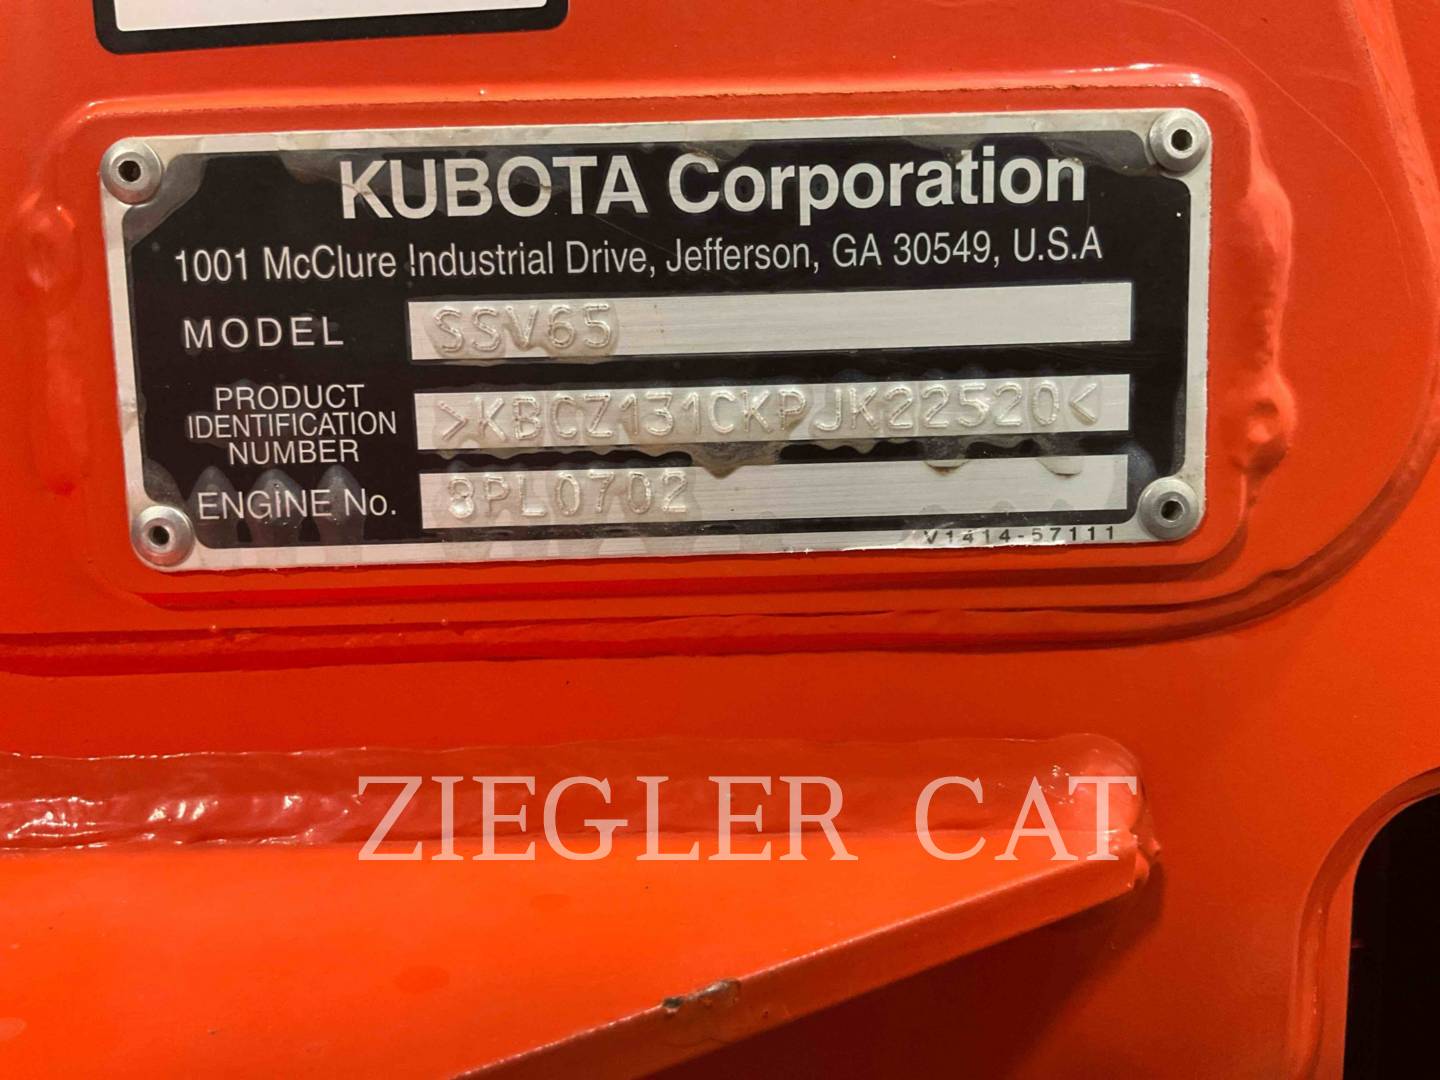 KUBOTA Corporation
1001 McClure Industrial Drive, Jefferson, GA 30549, U.S.A
MODEL SSV65
PRODUCT
IDENTIFICATION
NUMBER
>KBCZ131CKPJK22520<
ENGINE No. 8PL0702
V1414-57111
ZIEGLER CAT